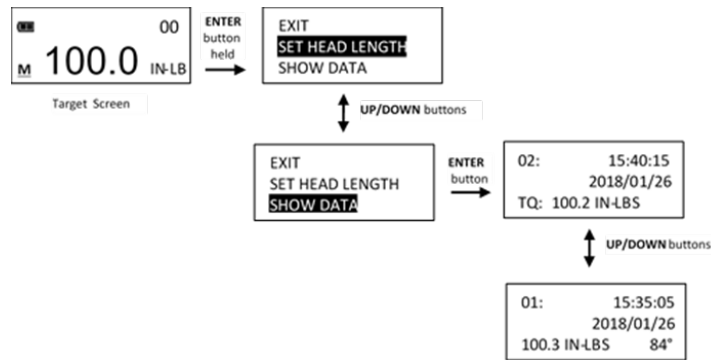 00
M 100.0 IN-LB
Target Screen
ENTER
button
held
EXIT
SET HEAD LENGTH
SHOW DATA
UP/DOWN buttons
EXIT
SET HEAD LENGTH
SHOW DATA
ENTER
button
02: 15:40:15
2018/01/26
TQ: 100.2 IN-LBS
UP/DOWN buttons
01: 15:35:05
2018/01/26
100.3 IN-LBS 84°